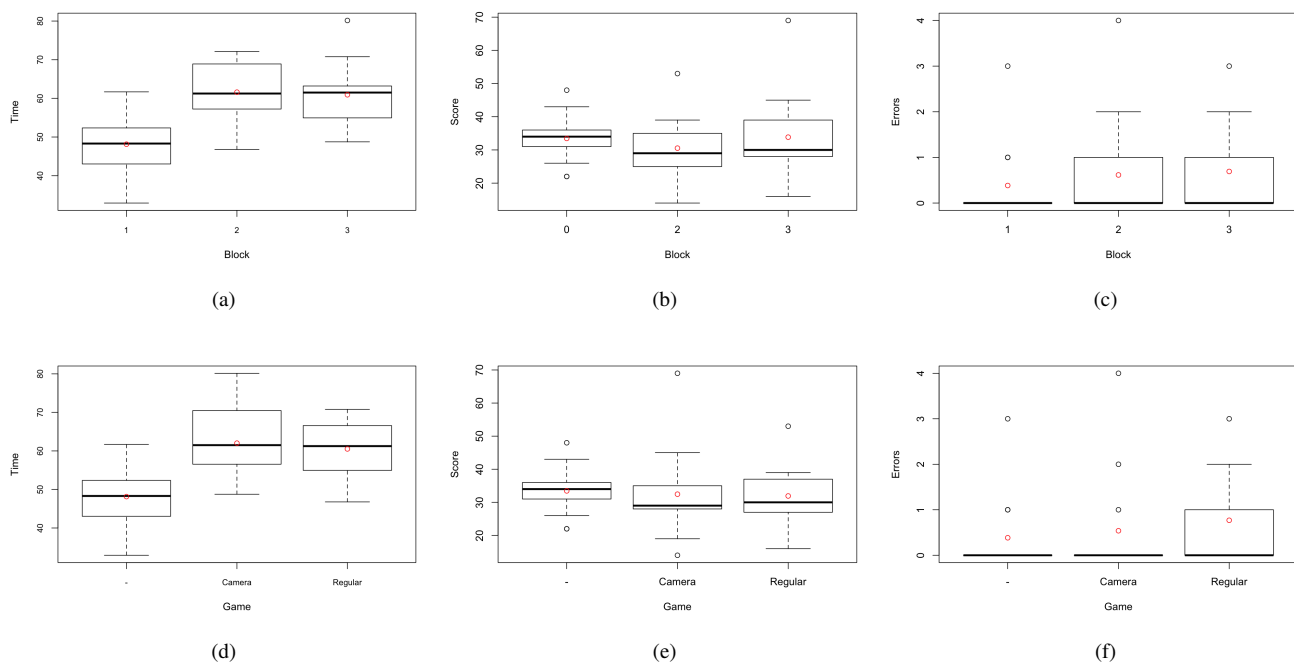 Time
80
70
60
50
40
1 2 3
Block
(a)
Score
70
60
50
40
30
20
0 2 3
Block
(b)
Errors
4
3
2
1
0
1 2 3
Block
(c)
Time
80
70
60
50
40
- Camera Regular
Game
(d)
Score
70
60
50
40
30
20
- Camera Regular
Game
(e)
Errors
4
3
2
1
0
- Camera Regular
Game
(f)